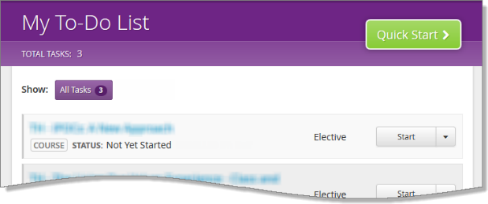 My To-Do List
Quick Start
TOTAL TASKS: 3
Show: All Tasks 3
COURSE STATUS: Not Yet Started
Elective
Start
Elective
Start